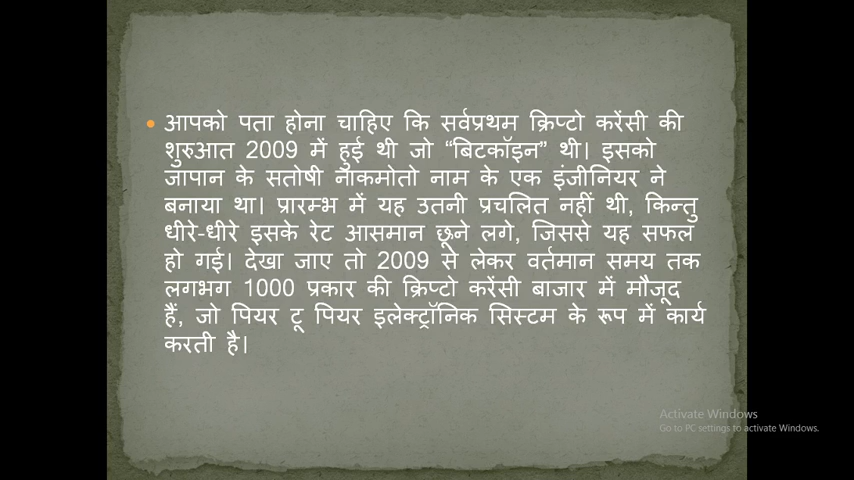 • आपको पता होना चाहिए कि सर्वप्रथम क्रिप्टो करेंसी की
शुरुआत 2009 में हुई थी जो “बिटकॉइन” थी। इसको
जापान के सतोषी नाकमोतो नाम के एक इंजीनियर ने
बनाया था। प्रारम्भ में यह उतनी प्रचलित नहीं थी, किन्तु
धीरे-धीरे इसके रेट आसमान छूने लगे, जिससे यह सफल
हो गई। देखा जाए तो 2009 से लेकर वर्तमान समय तक
लगभग 1000 प्रकार की क्रिप्टो करेंसी बाजार में मौजूद
हैं, जो पियर टू पियर इलेक्ट्रॉनिक सिस्टम के रूप में कार्य
करती है।
Activate Windows
Go to PC settings to activate Windows.